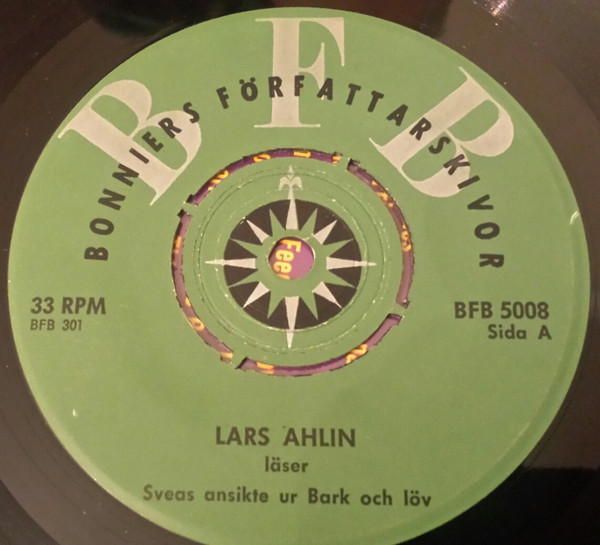 BFB
BONNIERS FÖRFATTARSKIVOR
33 RPM
BFB 301
BFB 5008
Sida A
Fee
LARS AHLIN
läser
Sveas ansikte ur Bark och löv